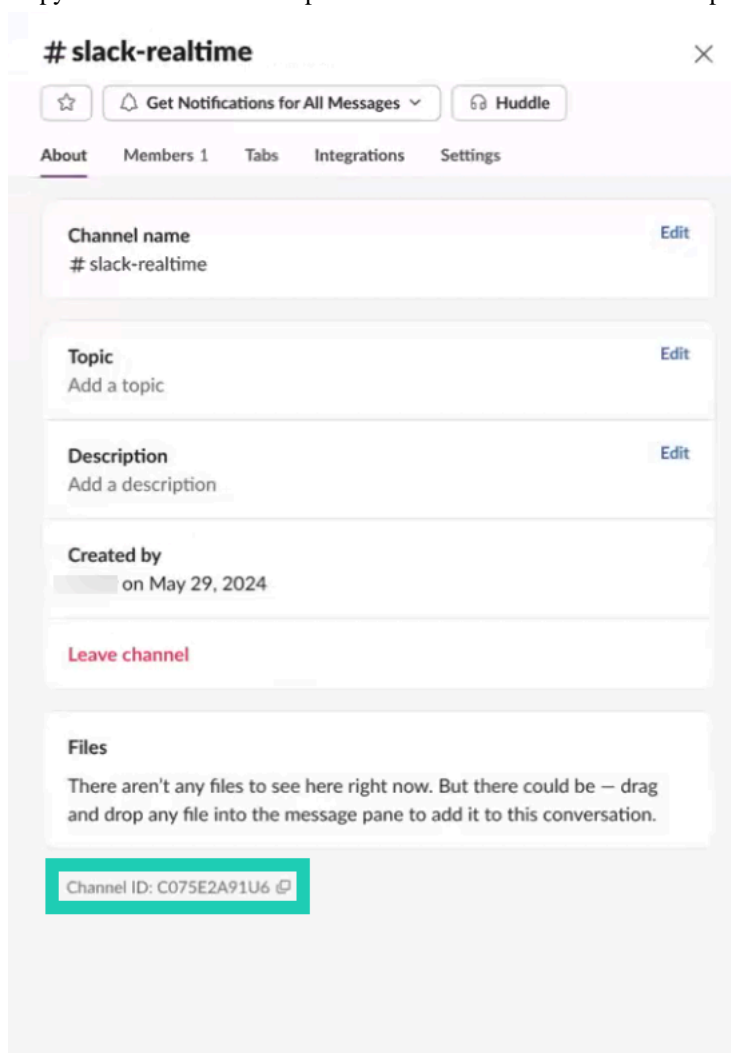 # slack-realtime
Get Notifications for All Messages
Huddle
About Members 1 Tabs Integrations Settings
Channel name Edit
# slack-realtime
Topic Edit
Add a topic
Description Edit
Add a description
Created by
on May 29, 2024
Leave channel
Files
There aren't any files to see here right now. But there could be — drag
and drop any file into the message pane to add it to this conversation.
Channel ID: C075E2A91U6